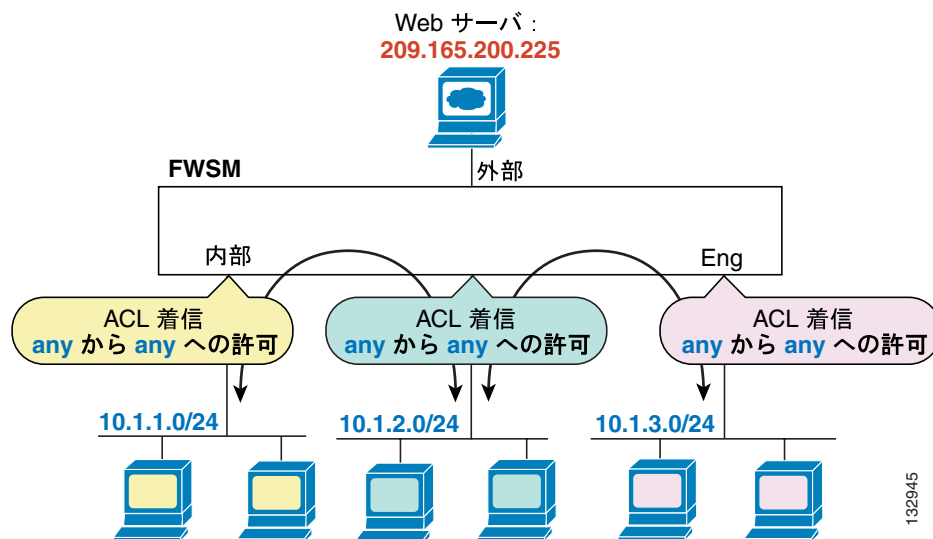 Web サーバ :
209.165.200.225
FWSM
外部
内部
Eng
ACL 着信
any から any への許可
ACL 着信
any から any への許可
ACL 着信
any から any への許可
10.1.1.0/24
10.1.2.0/24
10.1.3.0/24
132945